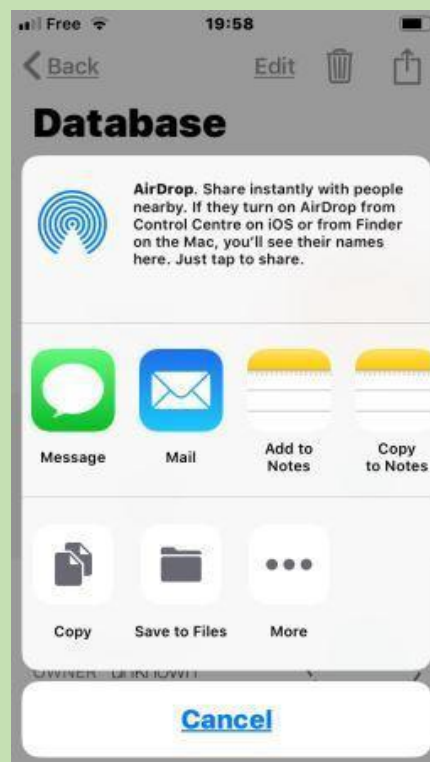 Free 19:58
Back Edit
Database
AirDrop. Share instantly with people
nearby. If they turn on AirDrop from
Control Centre on iOS or from Finder
on the Mac, you'll see their names
here. Just tap to share.
Message Mail Add to Notes Copy to Notes
Copy Save to Files More
OWNER unknown
Cancel